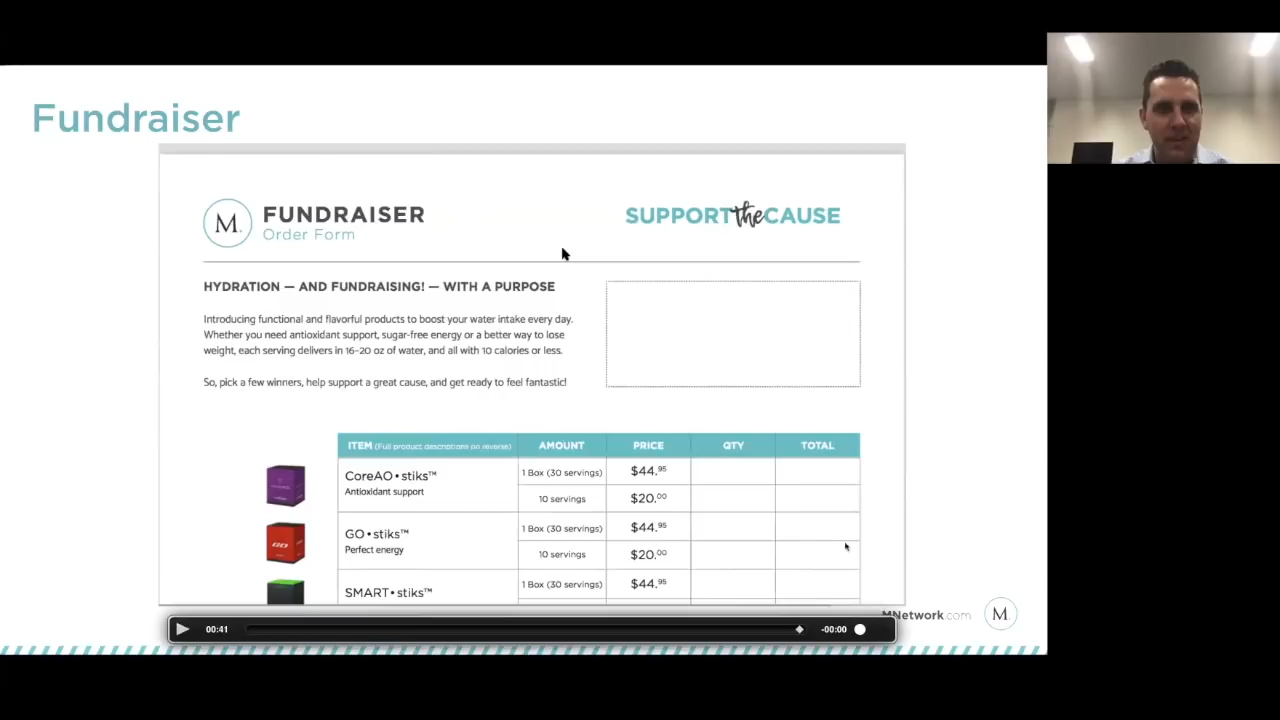 Fundraiser
M.
FUNDRAISER
Order Form
SUPPORT the CAUSE
HYDRATION — AND FUNDRAISING! — WITH A PURPOSE
Introducing functional and flavorful products to boost your water intake every day.
Whether you need antioxidant support, sugar-free energy or a better way to lose
weight, each serving delivers in 16-20 oz of water, and all with 10 calories or less.
So, pick a few winners, help support a great cause, and get ready to feel fantastic!
ITEM (Full product descriptions on reverse) AMOUNT PRICE QTY TOTAL
CoreAO•stiks™
Antioxidant support
1 Box (30 servings) $44.95
10 servings $20.00
GO
GO•stiks™
Perfect energy
1 Box (30 servings) $44.95
10 servings $20.00
SMART•stiks™
1 Box (30 servings) $44.95
MNetwork.com
M.
00:41
-00:00